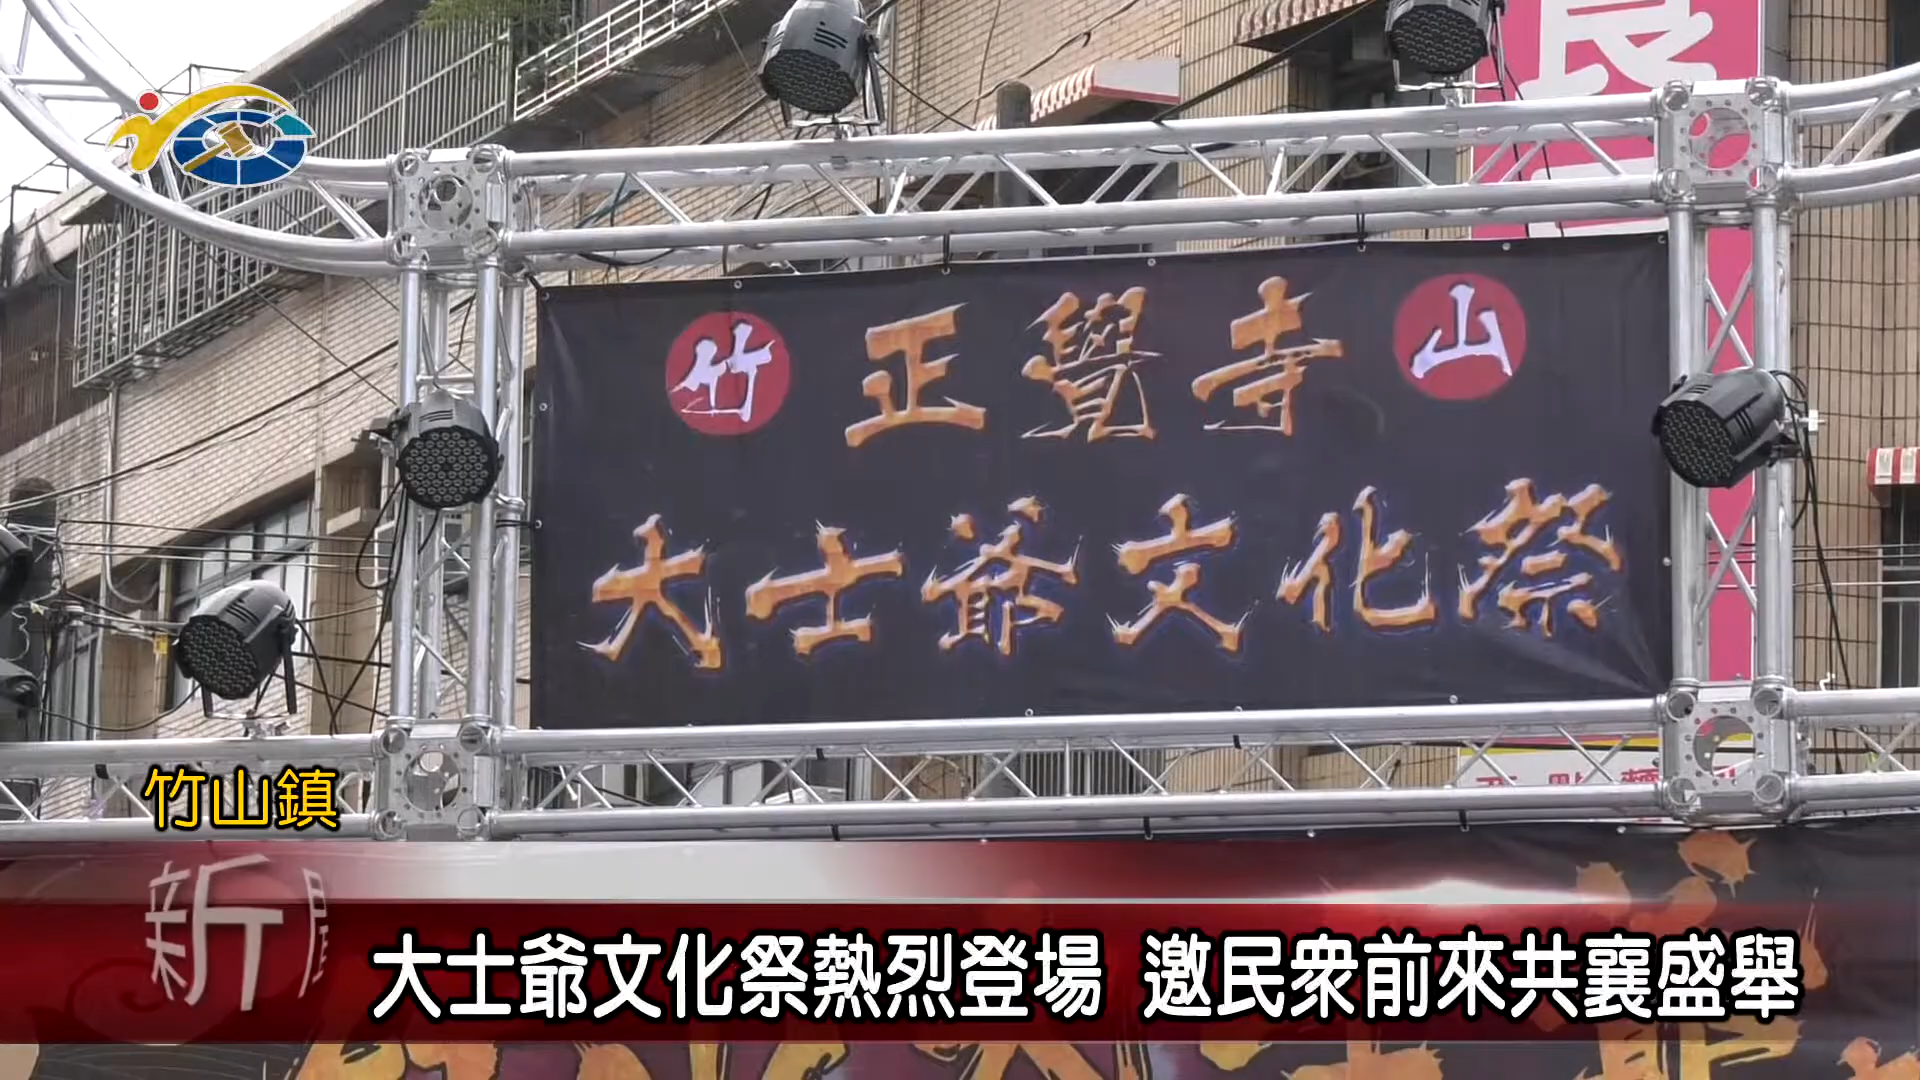 良
竹 正覺寺 山
大士爺文化祭
竹山鎮
新
大士爺文化祭熱烈登場 邀民眾前來共襄盛舉